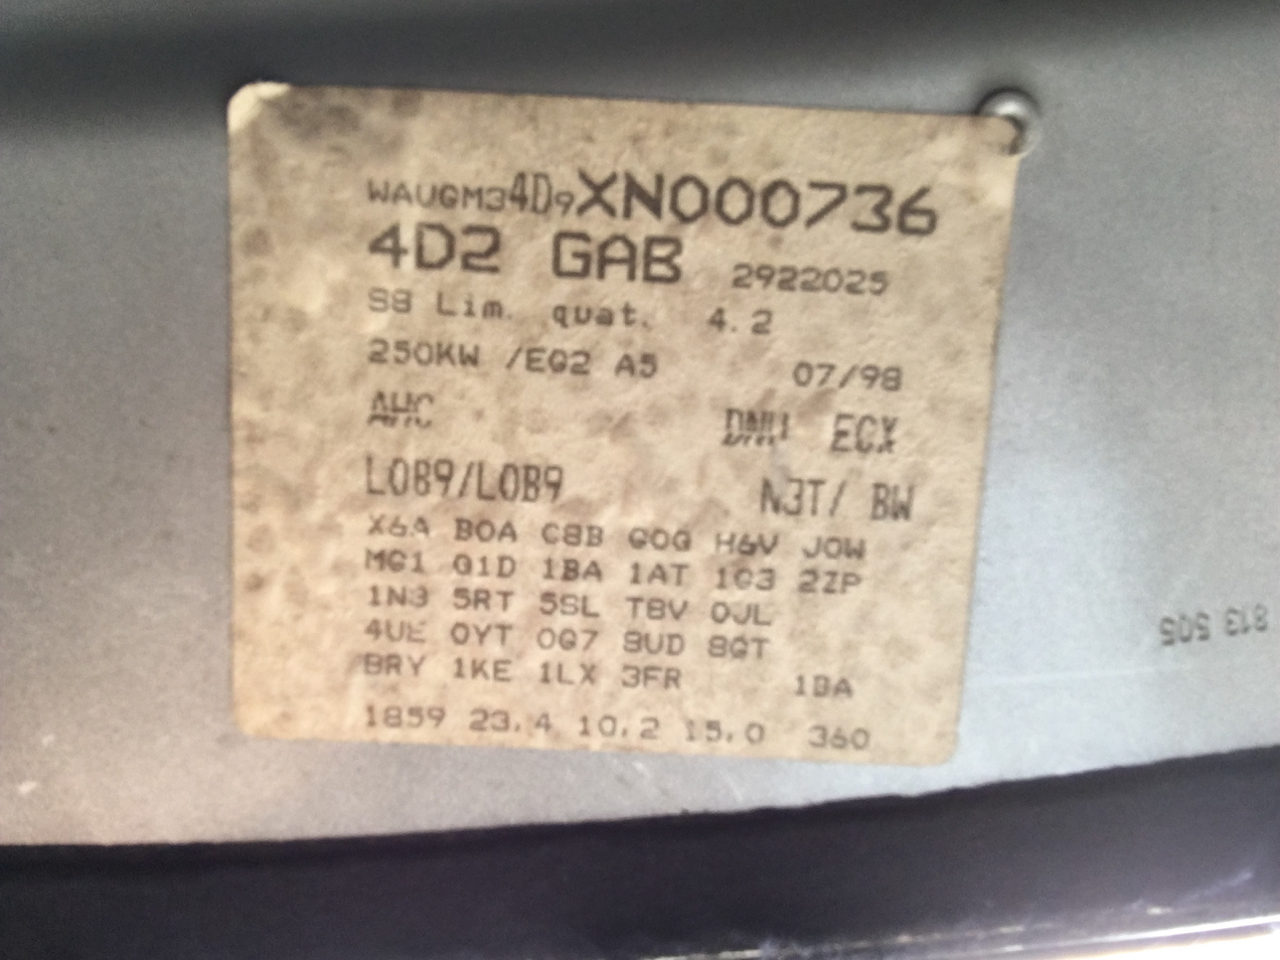 WAUGM34D9XN000736
4D2 GAB 2922025
S8 Lim. quat. 4.2
250KW /EG2 A5 07/98
AHC DNU ECX
L0B9/L0B9 N3T/ BW
X6A B0A C8B G0G H6V J0W
MG1 Q1D 1BA 1AT 1G3 2ZP
1N3 5RT 5SL T8V 0JL
4UE 0YT 0G7 9UD 8GT
8RY 1KE 1LX 3FR 1BA
1859 23.4 10.2 15.0 360
813 505